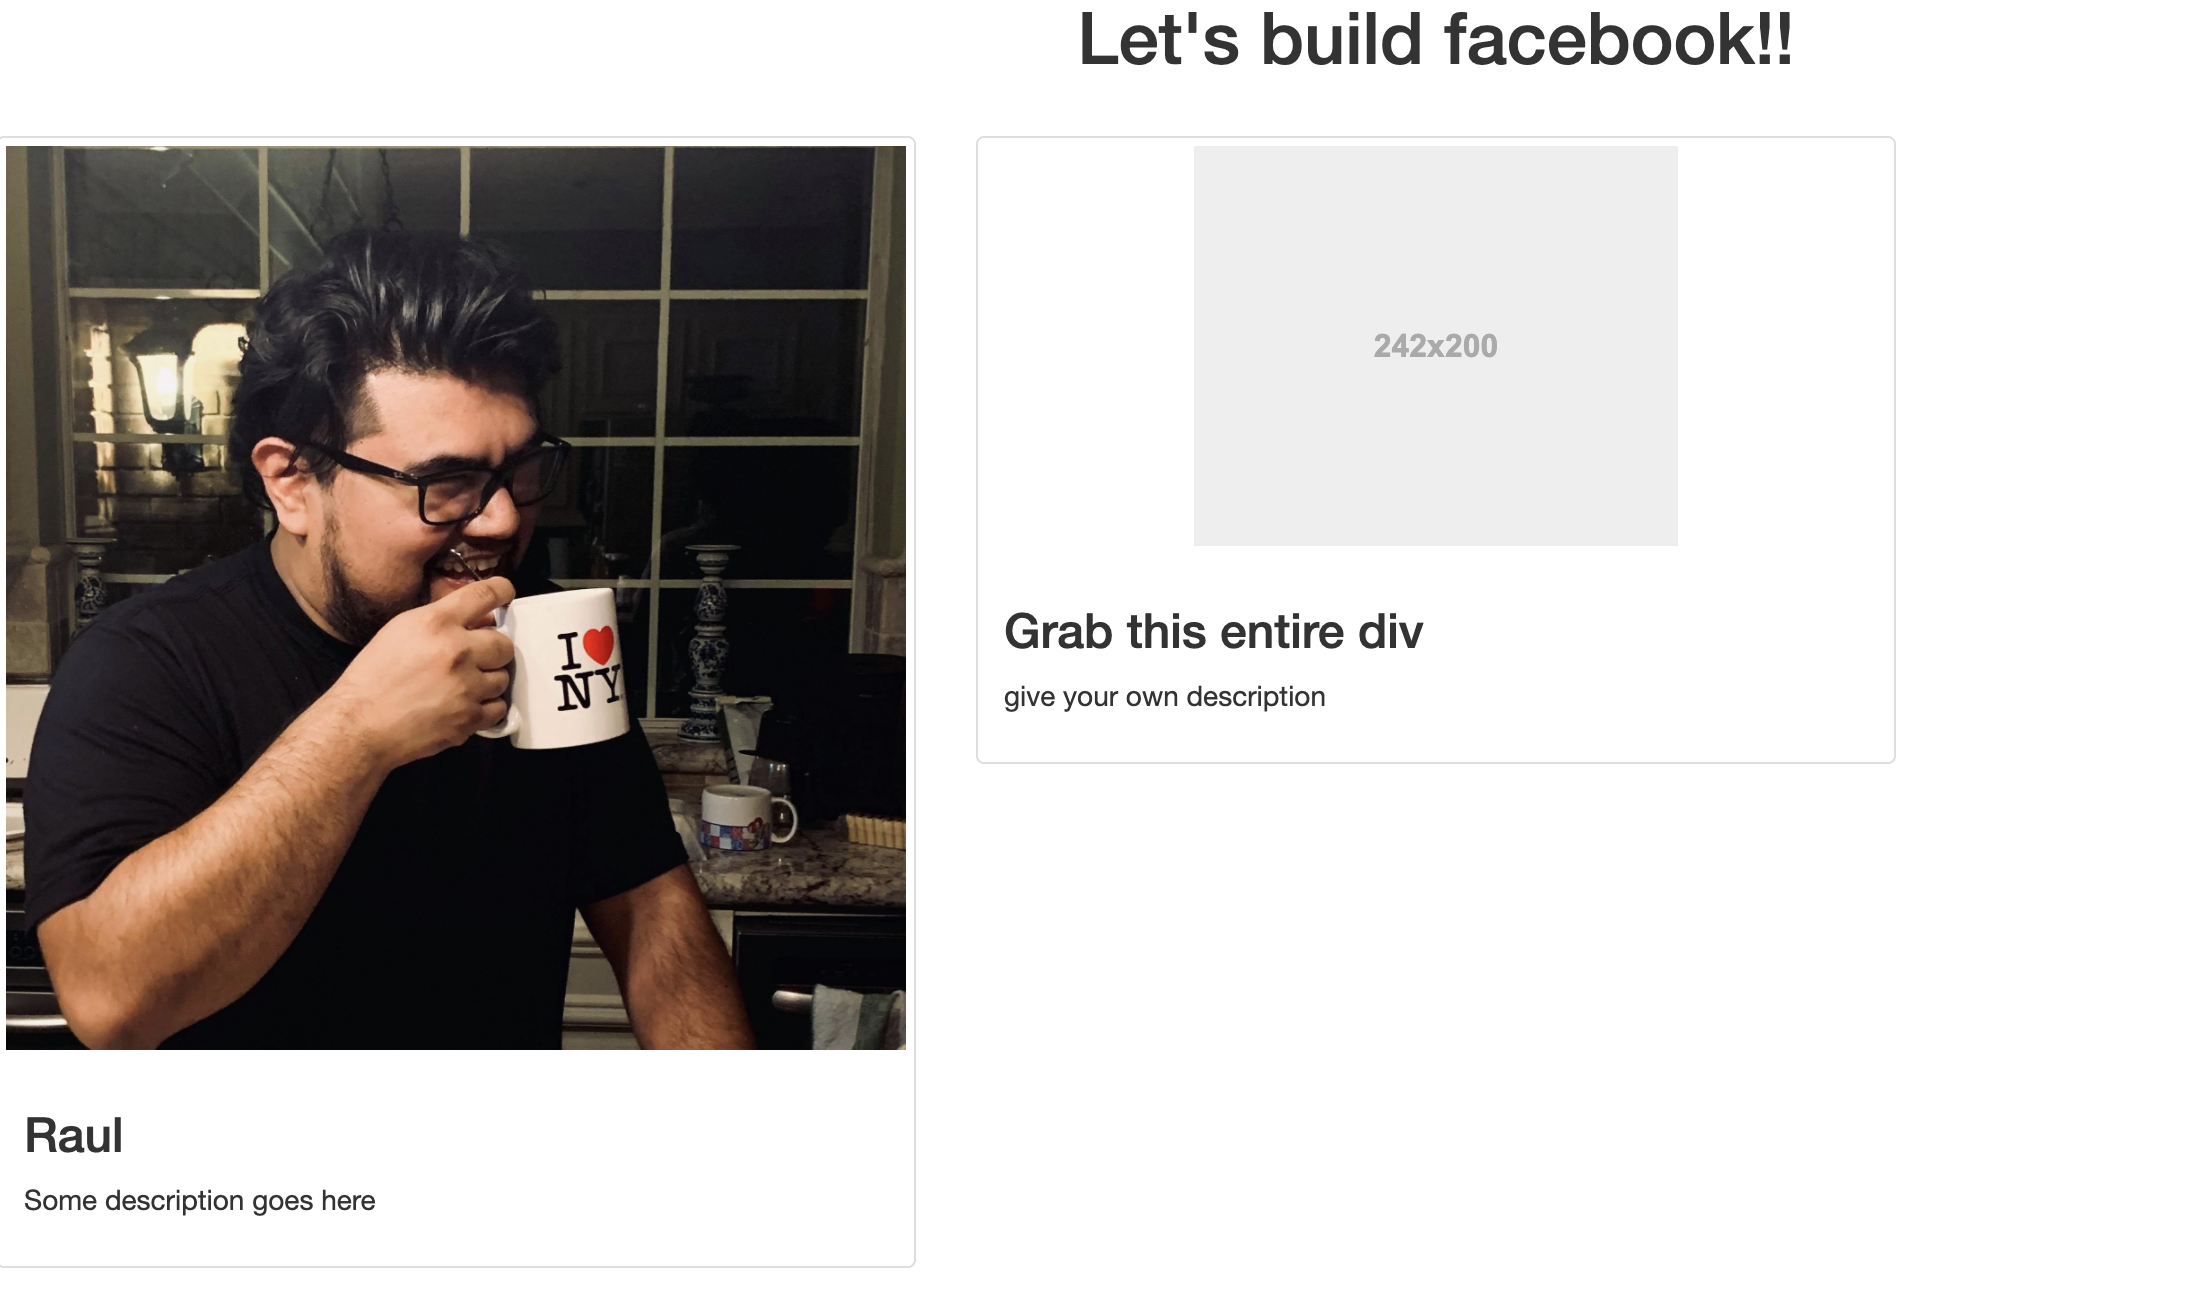 Let's build facebook!!
I❤
NY
Raul
Some description goes here
242x200
Grab this entire div
give your own description